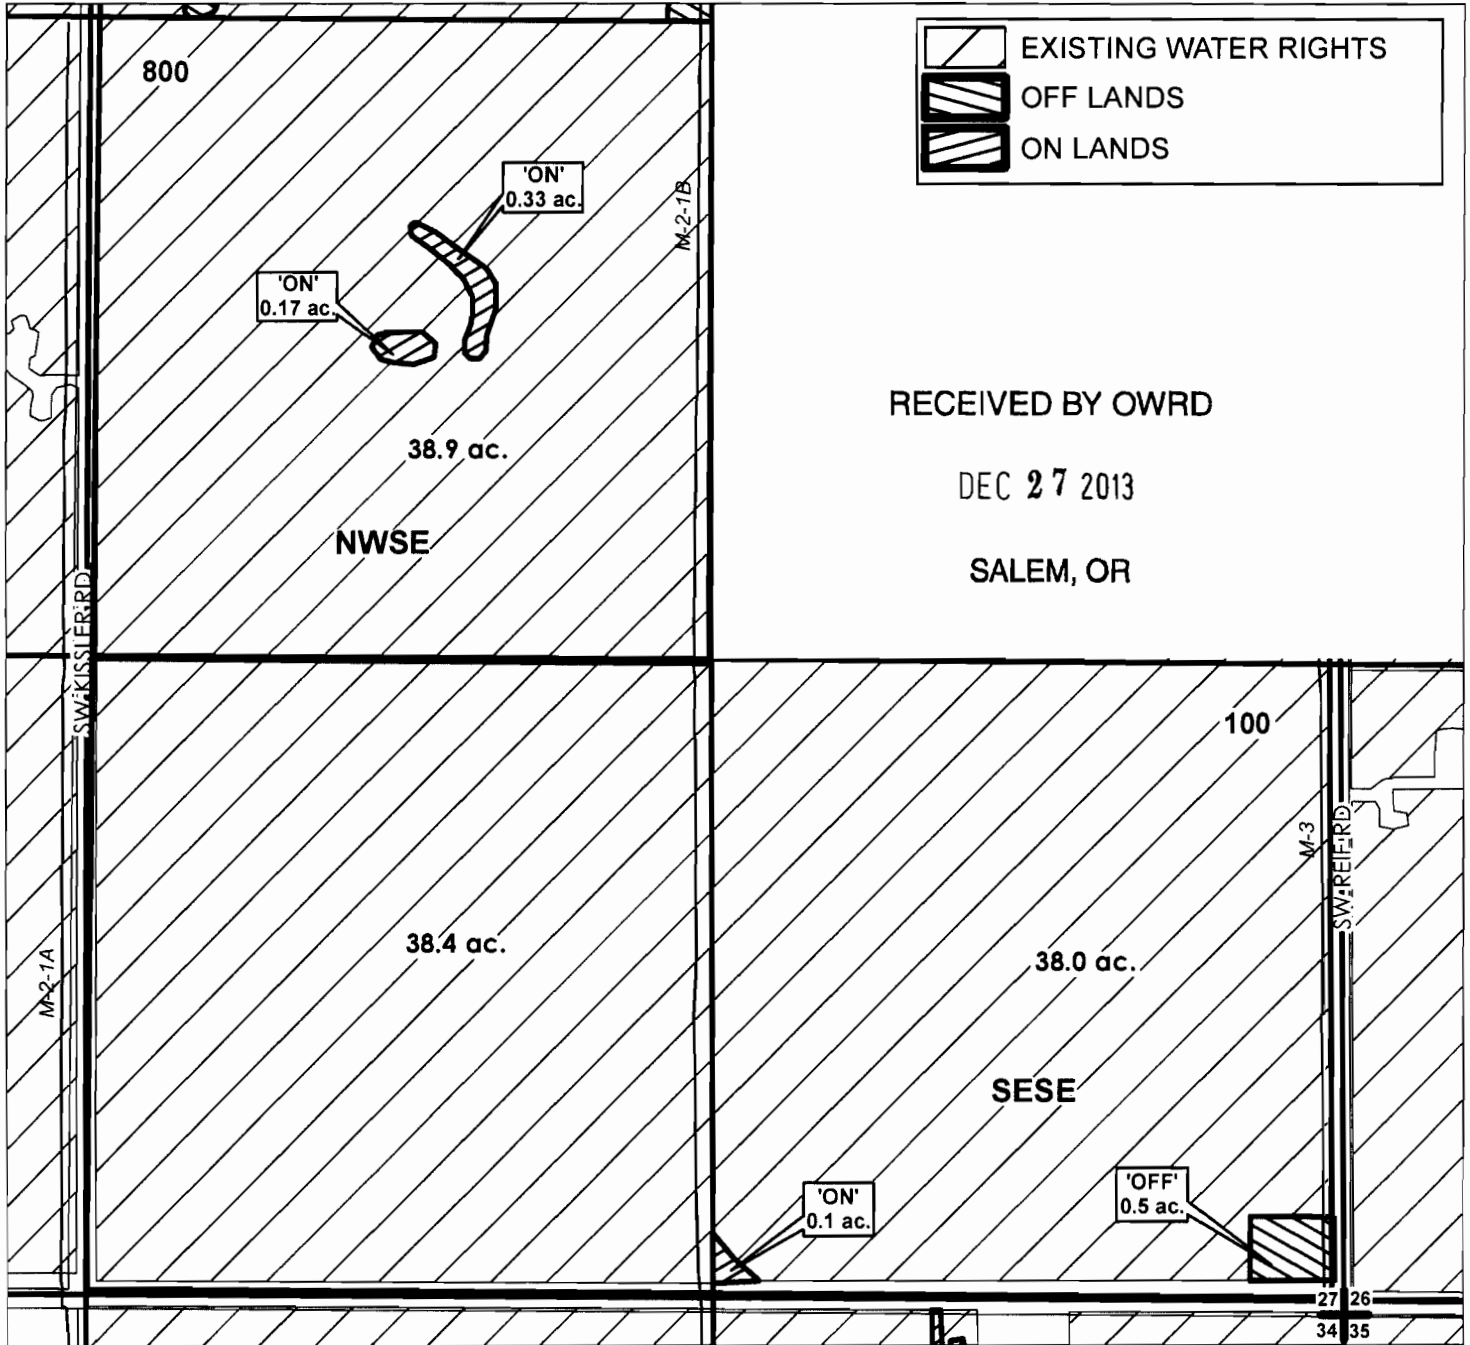 EXISTING WATER RIGHTS
OFF LANDS
ON LANDS
800
'ON'
0.33 ac.
M-2-1B
'ON'
0.17 ac.
38.9 ac.
NWSE
RECEIVED BY OWRD
DEC 27 2013
SALEM, OR
SW KISSLER RD
100
M-3
SW REIF RD
38.4 ac.
38.0 ac.
M-2-1A
SESE
'ON'
0.1 ac.
'OFF'
0.5 ac.
27 26
34 35